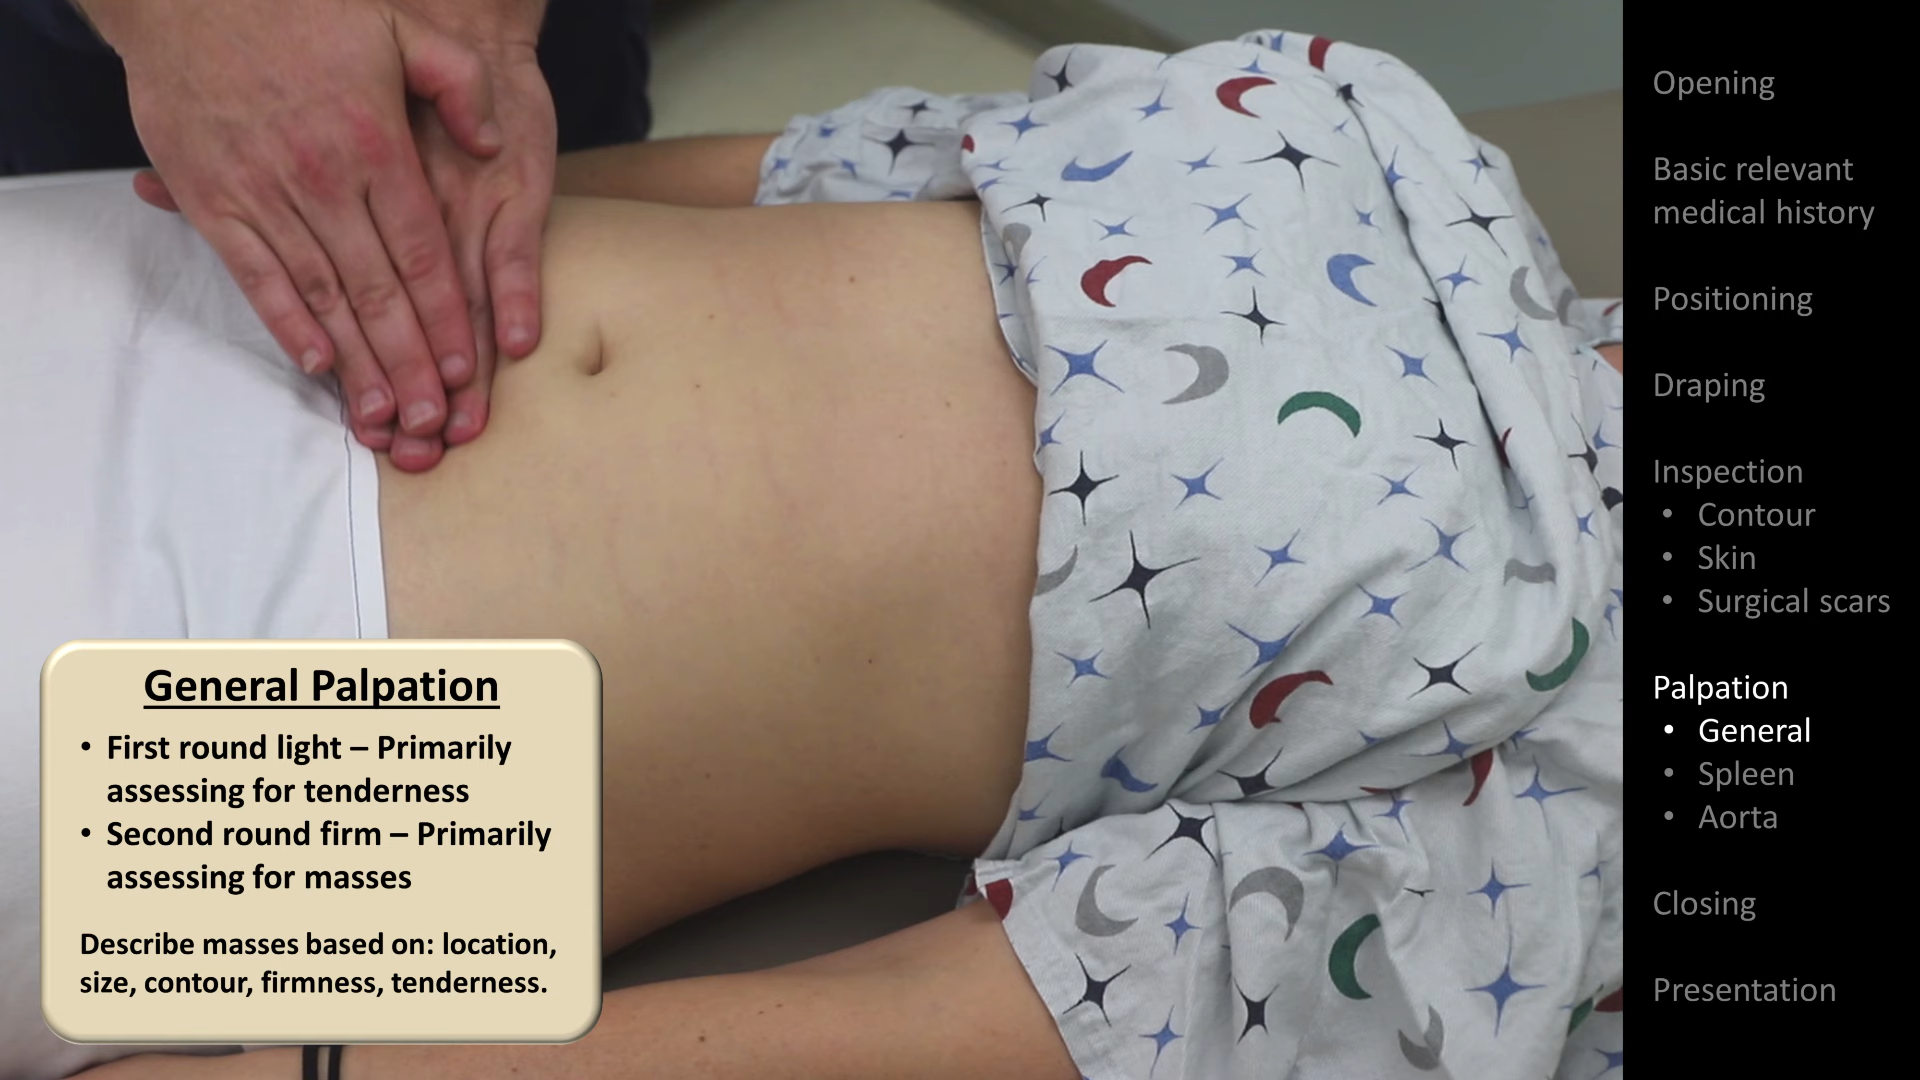 General Palpation
• First round light – Primarily
assessing for tenderness
• Second round firm – Primarily
assessing for masses
Describe masses based on: location,
size, contour, firmness, tenderness.
Opening
Basic relevant
medical history
Positioning
Draping
Inspection
• Contour
• Skin
• Surgical scars
Palpation
• General
• Spleen
• Aorta
Closing
Presentation